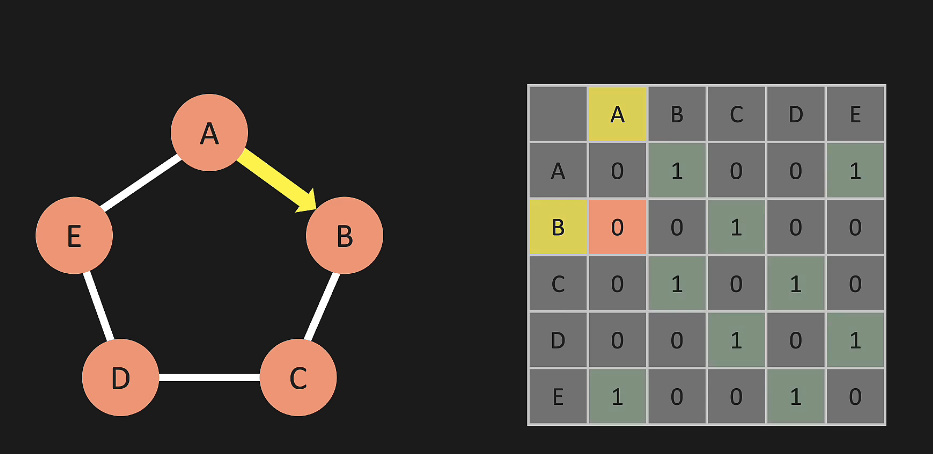 A
E
B
D
C
A B C D E
A 0 1 0 0 1
B 0 0 1 0 0
C 0 1 0 1 0
D 0 0 1 0 1
E 1 0 0 1 0